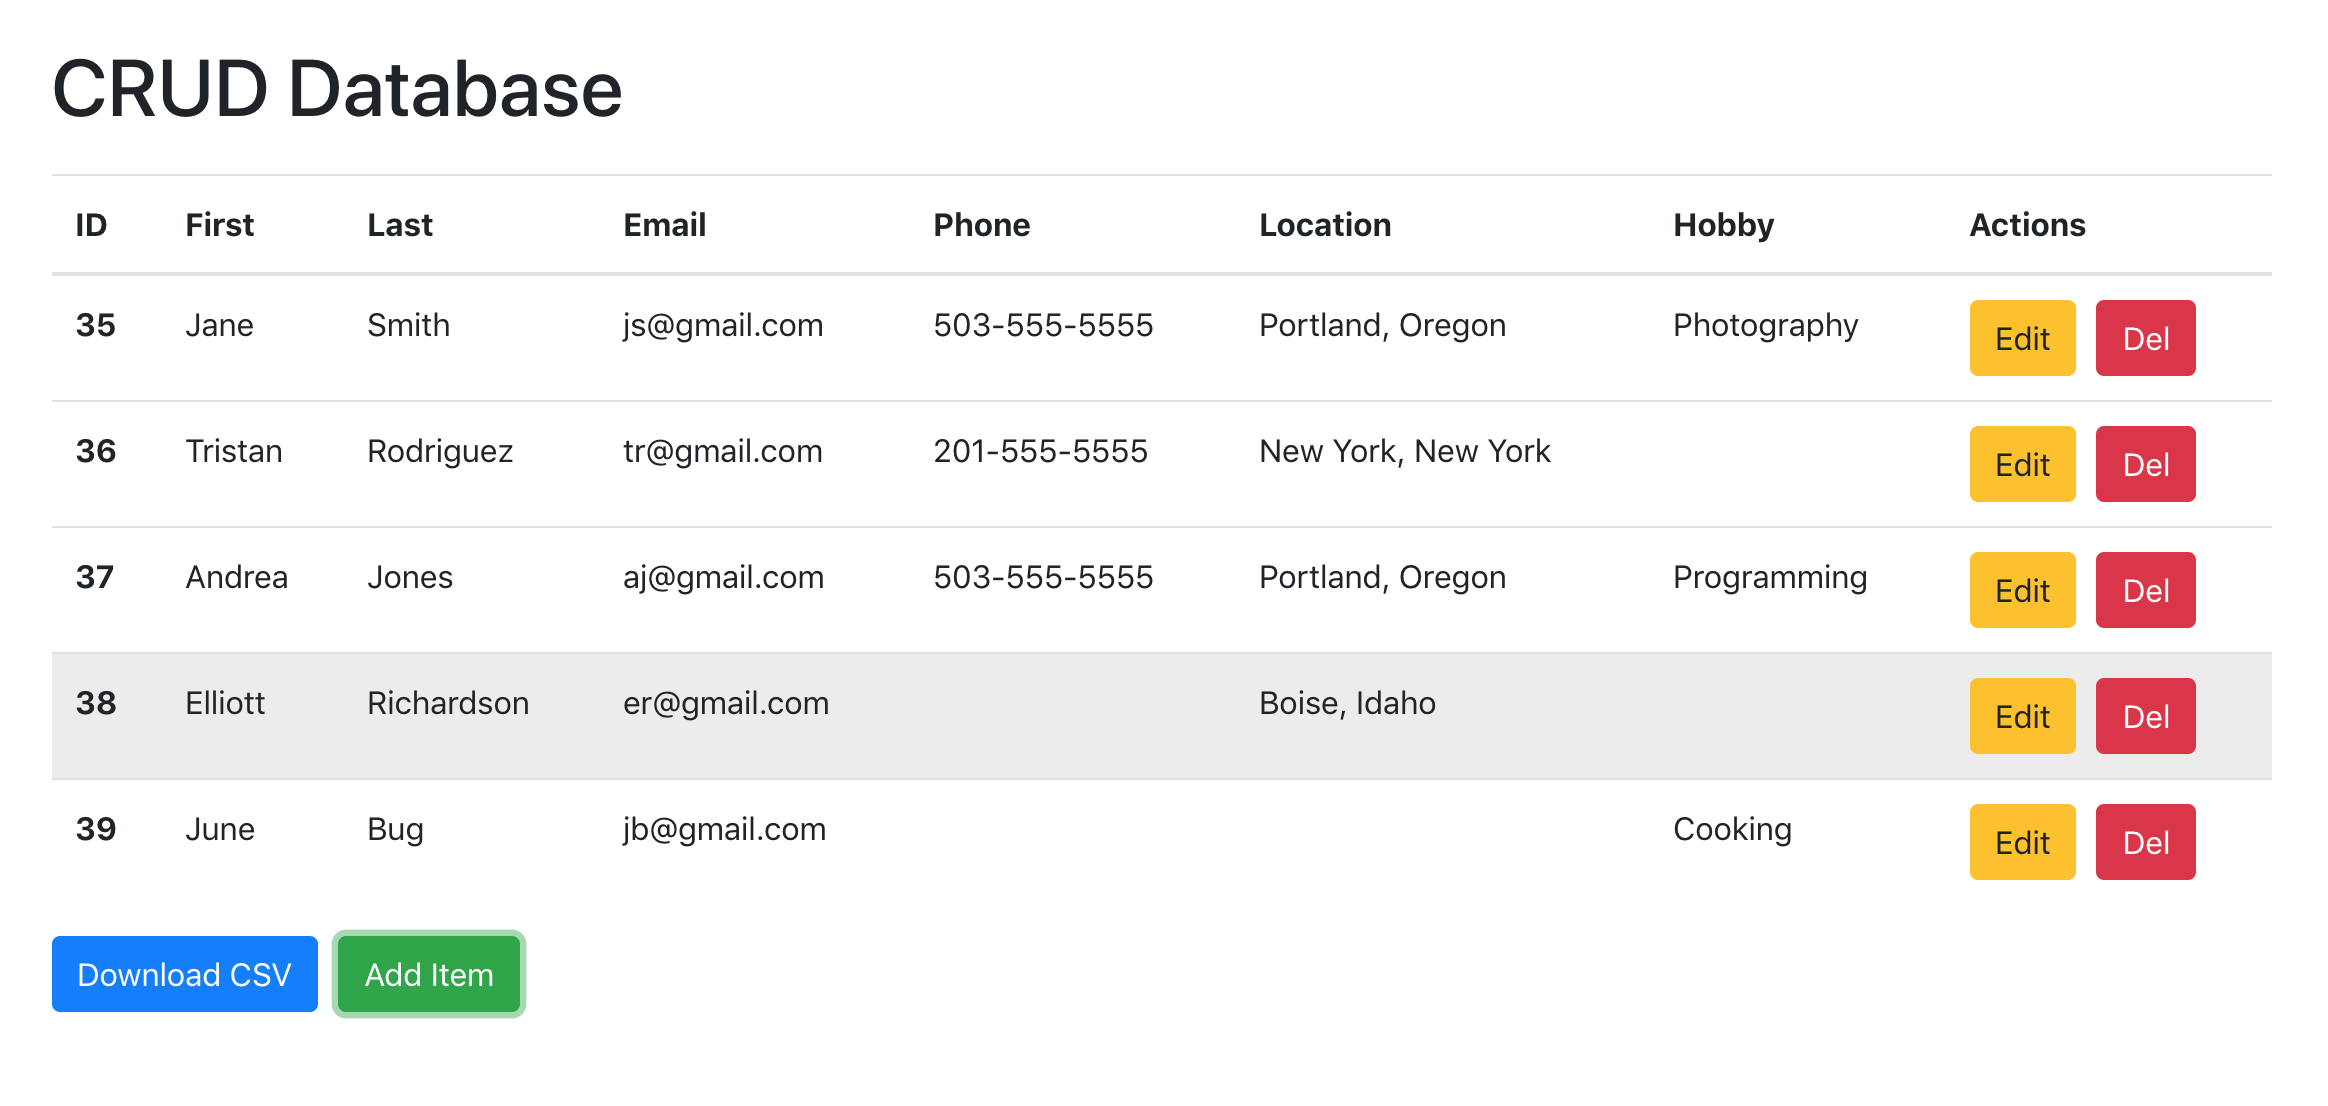 CRUD Database
ID First Last Email Phone Location Hobby Actions
35 Jane Smith js@gmail.com 503-555-5555 Portland, Oregon Photography Edit Del
36 Tristan Rodriguez tr@gmail.com 201-555-5555 New York, New York Edit Del
37 Andrea Jones aj@gmail.com 503-555-5555 Portland, Oregon Programming Edit Del
38 Elliott Richardson er@gmail.com Boise, Idaho Edit Del
39 June Bug jb@gmail.com Cooking Edit Del
Download CSV Add Item